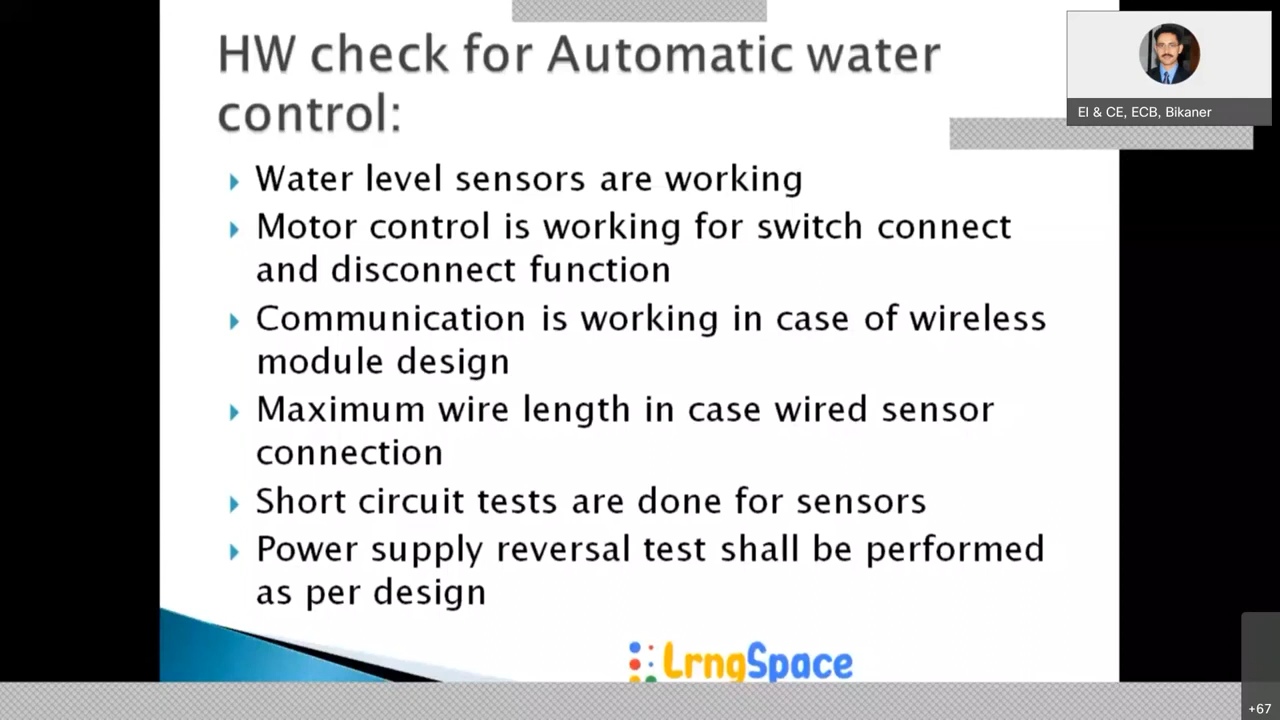 HW check for Automatic water
control:
El & CE, ECB, Bikaner
Water level sensors are working
Motor control is working for switch connect
and disconnect function
Communication is working in case of wireless
module design
Maximum wire length in case wired sensor
connection
Short circuit tests are done for sensors
Power supply reversal test shall be performed
as per design
LrngSpace
+67